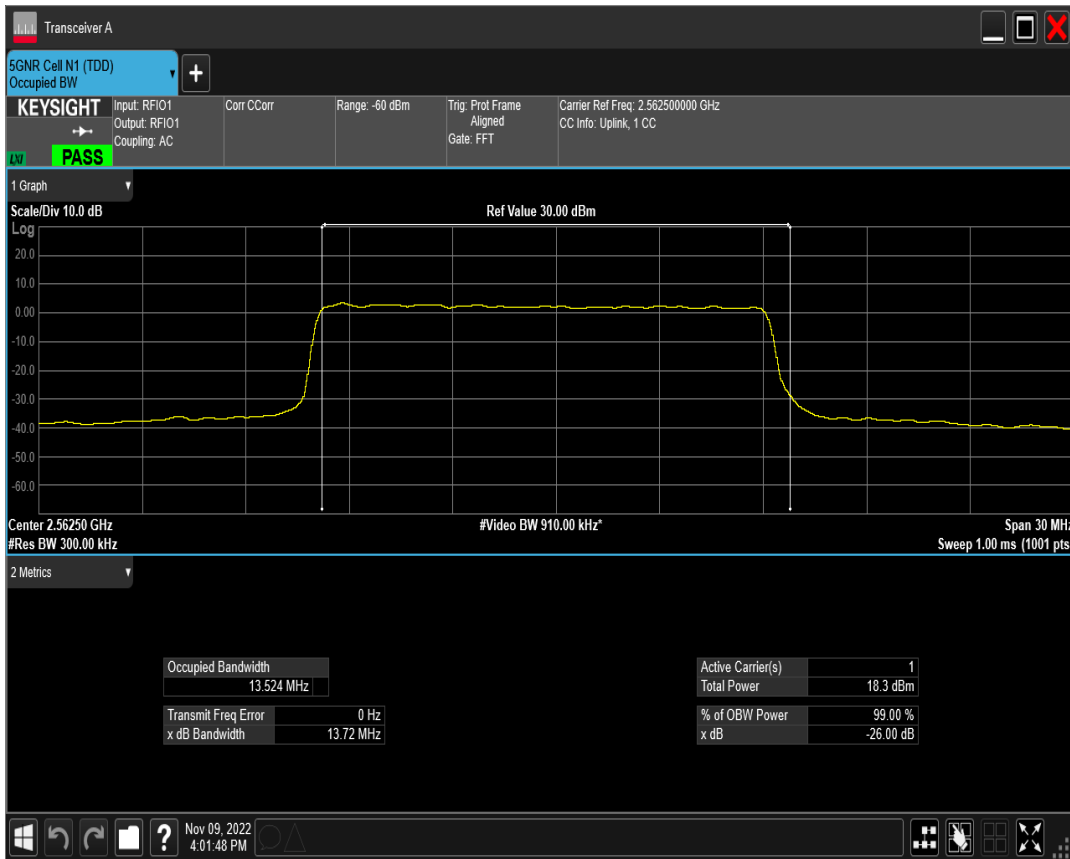 Transceiver A
5GNR Cell N1 (TDD)
Occupied BW
+
KEYSIGHT
LXI
PASS
Input: RFIO1
Output: RFIO1
Coupling: AC
Corr CCorr
Range: -60 dBm
Trig: Prot Frame
Aligned
Gate: FFT
Carrier Ref Freq: 2.562500000 GHz
CC Info: Uplink, 1 CC
1 Graph
Scale/Div 10.0 dB
Ref Value 30.00 dBm
Log
20.0
10.0
0.00
-10.0
-20.0
-30.0
-40.0
-50.0
-60.0
Center 2.56250 GHz
#Video BW 910.00 kHz*
Span 30 MHz
#Res BW 300.00 kHz
Sweep 1.00 ms (1001 pts
2 Metrics
Occupied Bandwidth
13.524 MHz
Transmit Freq Error 0 Hz
x dB Bandwidth 13.72 MHz
Active Carrier(s) 1
Total Power 18.3 dBm
% of OBW Power 99.00 %
x dB -26.00 dB
?
Nov 09, 2022
4:01:48 PM